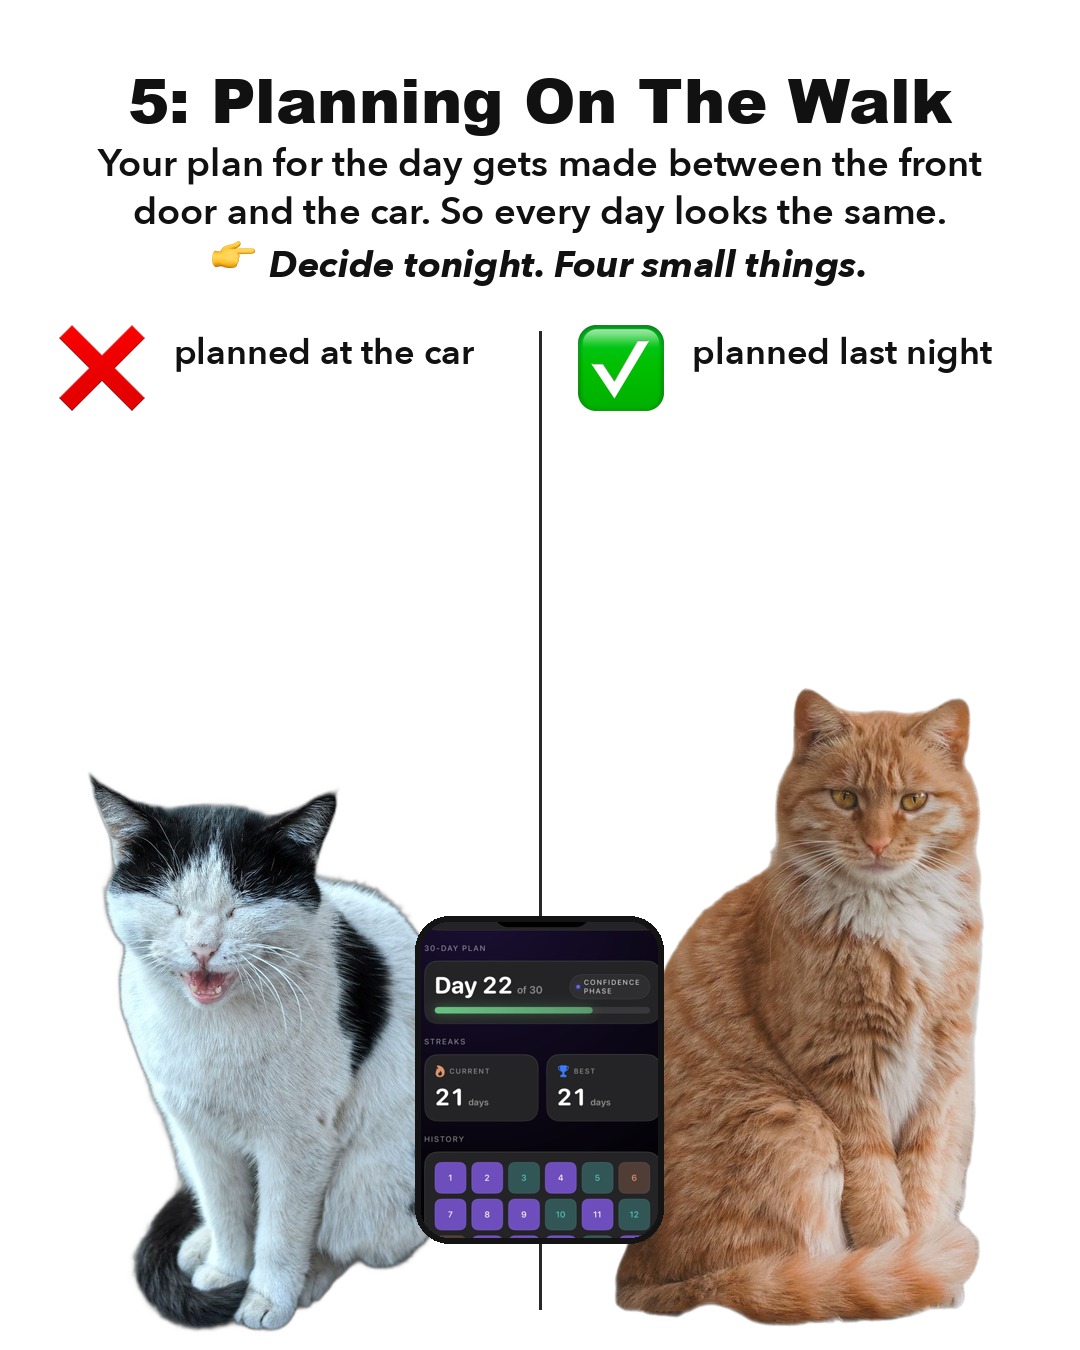 5: Planning On The Walk
Your plan for the day gets made between the front
door and the car. So every day looks the same.
👉 Decide tonight. Four small things.
❌ planned at the car
✅ planned last night
30-DAY PLAN
Day 22 of 30
CONFIDENCE
PHASE
STREAKS
CURRENT
21 days
BEST
21 days
HISTORY
1 2 3 4 5 6
7 8 9 10 11 12